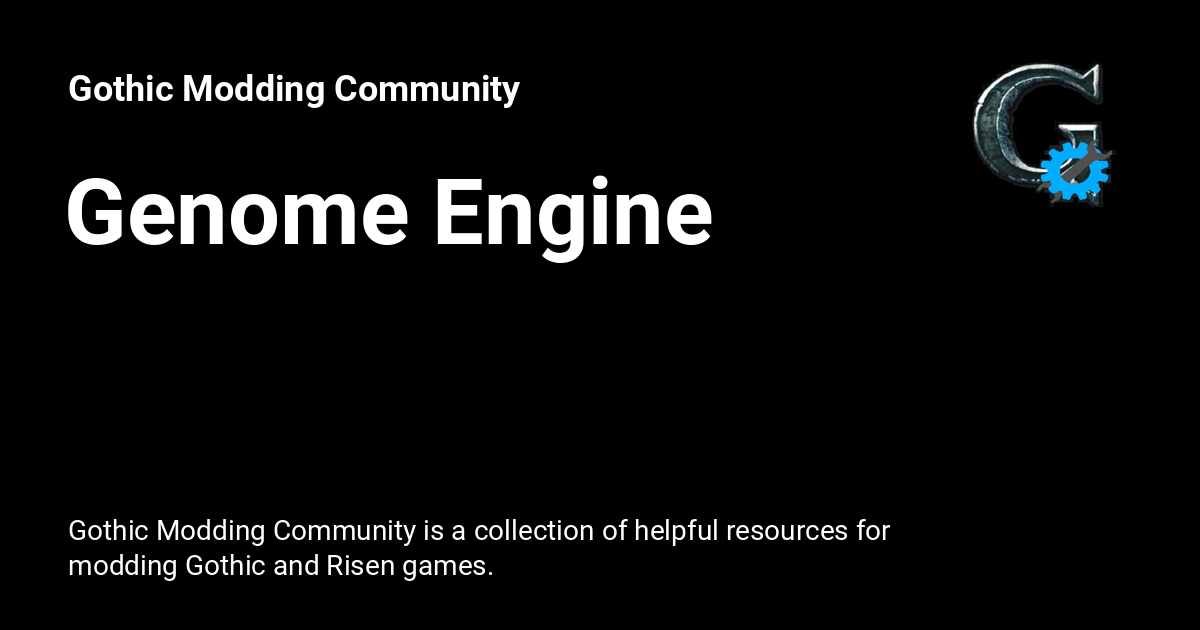 Gothic Modding Community
G
Genome Engine
Gothic Modding Community is a collection of helpful resources for
modding Gothic and Risen games.